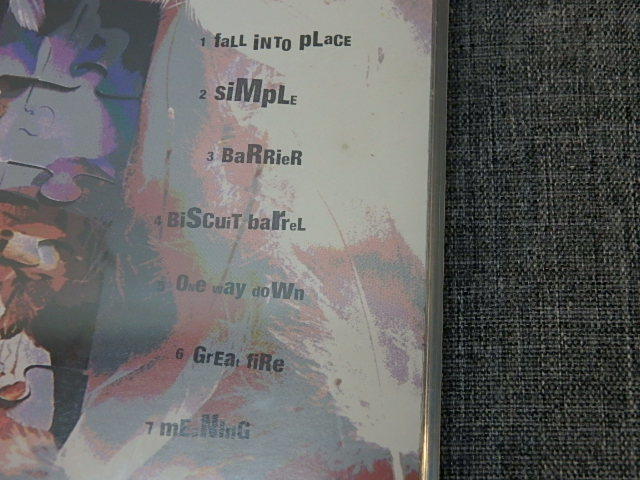 1 faLL iNTO pLaCE
2 siMpLE
3 BaRRieR
4 BiSCuiT barreL
5 ONe way doWn
6 GrEat fiRe
7 mEaNinG